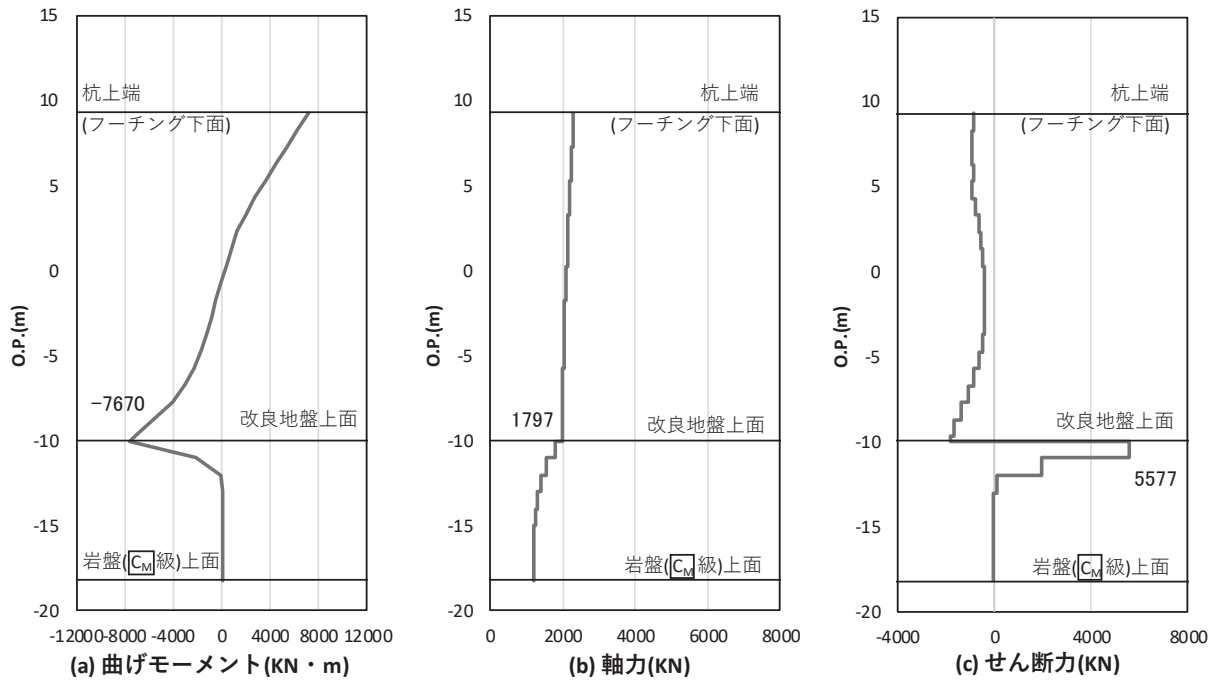 15
10
5
0
-5
-10
-15
-20
O.P.(m)
杭上端
(フーチング下面)
-7670
改良地盤上面
岩盤(CM級)上面
-12000 -8000 -4000 0 4000 8000 12000
(a) 曲げモーメント(KN・m)
15
10
5
0
-5
-10
-15
-20
O.P.(m)
杭上端
(フーチング下面)
1797
改良地盤上面
岩盤(CM級)上面
0 2000 4000 6000 8000
(b) 軸力(KN)
15
10
5
0
-5
-10
-15
-20
O.P.(m)
杭上端
(フーチング下面)
改良地盤上面
5577
岩盤(CM級)上面
-4000 0 4000 8000
(c) せん断力(KN)